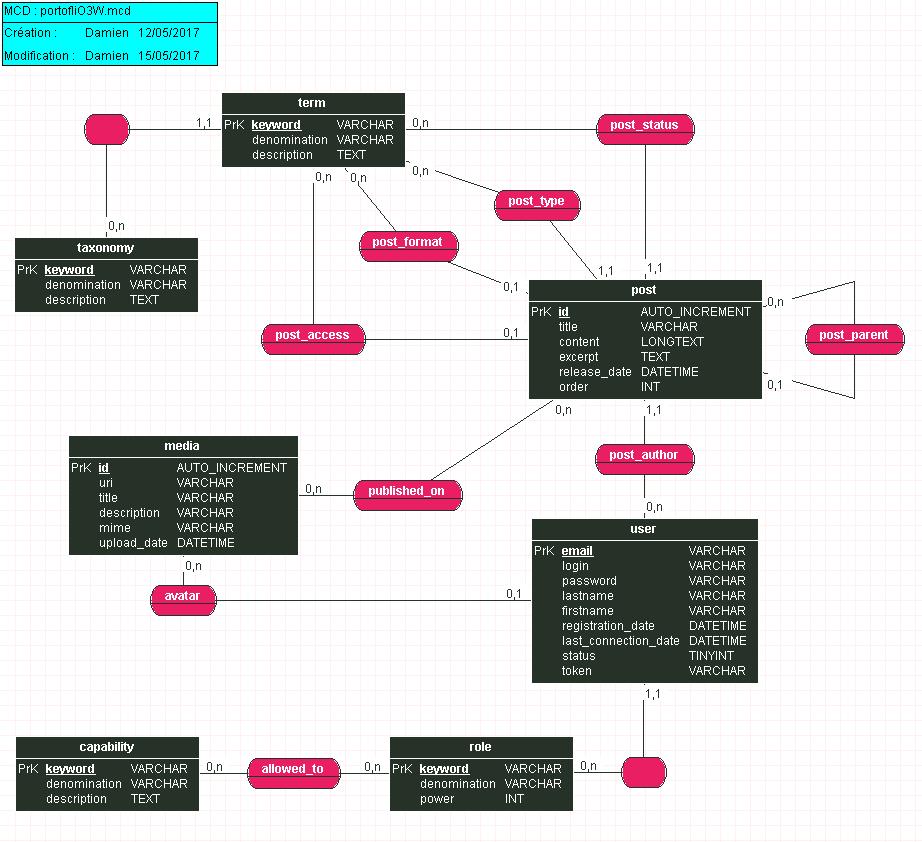 MCD : portofliO3W.mcd
Création : Damien 12/05/2017
Modification : Damien 15/05/2017
term
PrK keyword VARCHAR
denomination VARCHAR
description TEXT
1,1
0,n
post_status
0,n
0,n
0,n
post_type
post_format
0,n
taxonomy
PrK keyword VARCHAR
denomination VARCHAR
description TEXT
1,1
1,1
0,1
post
PrK id AUTO_INCREMENT
title VARCHAR
content LONGTEXT
excerpt TEXT
release_date DATETIME
order INT
0,n
post_parent
0,1
post_access
0,1
0,n
1,1
media
PrK id AUTO_INCREMENT
uri VARCHAR
title VARCHAR
description VARCHAR
mime VARCHAR
upload_date DATETIME
post_author
0,n
published_on
0,n
user
PrK email VARCHAR
login VARCHAR
password VARCHAR
lastname VARCHAR
firstname VARCHAR
registration_date DATETIME
last_connection_date DATETIME
status TINYINT
token VARCHAR
0,n
avatar
0,1
1,1
capability
PrK keyword VARCHAR
denomination VARCHAR
description TEXT
0,n
allowed_to
0,n
role
PrK keyword VARCHAR
denomination VARCHAR
power INT
0,n